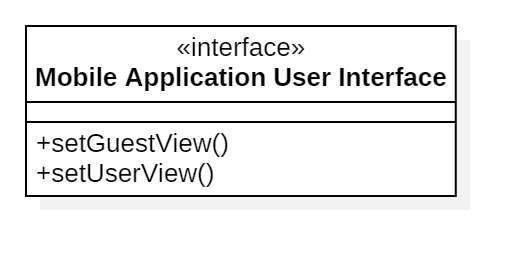 «interface»
Mobile Application User Interface
+setGuestView()
+setUserView()